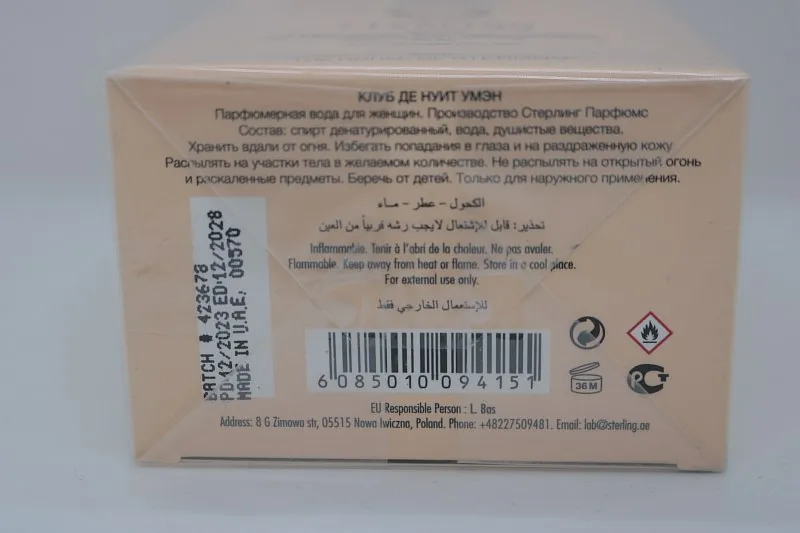 КЛУБ ДЕ НУИТ УМЭН
Парфюмерная вода для женщин. Производство Стерлинг Парфюмс
Состав: спирт денатурированный, вода, душистые вещества.
Хранить вдали от огня. Избегать попадания в глаза и на раздраженную кожу
Распылять на участки тела в желаемом количестве. Не распылять на открытый огонь
и раскаленные предметы. Беречь от детей. Только для наружного применения.
الكحول - عطر - ماء
تحذير: قابل للإشتعال لايجب رشه قريباً من العين
Inflammable. Tenir à l'abri de la chaleur. Ne pas avaler.
Flammable. Keep away from heat or flame. Store in a cool place.
For external use only.
للإستعمال الخارجي فقط
BATCH # 423678
PD 12/2023 ED 12/2028
MADE IN U.A.E. 00570
6 085010 094151
36 M
EU Responsible Person : L. Bas
Address: 8 G Zimowa str, 05515 Nowa Iwiczna, Poland. Phone: +48227509481. Email: lab@sterling.ae